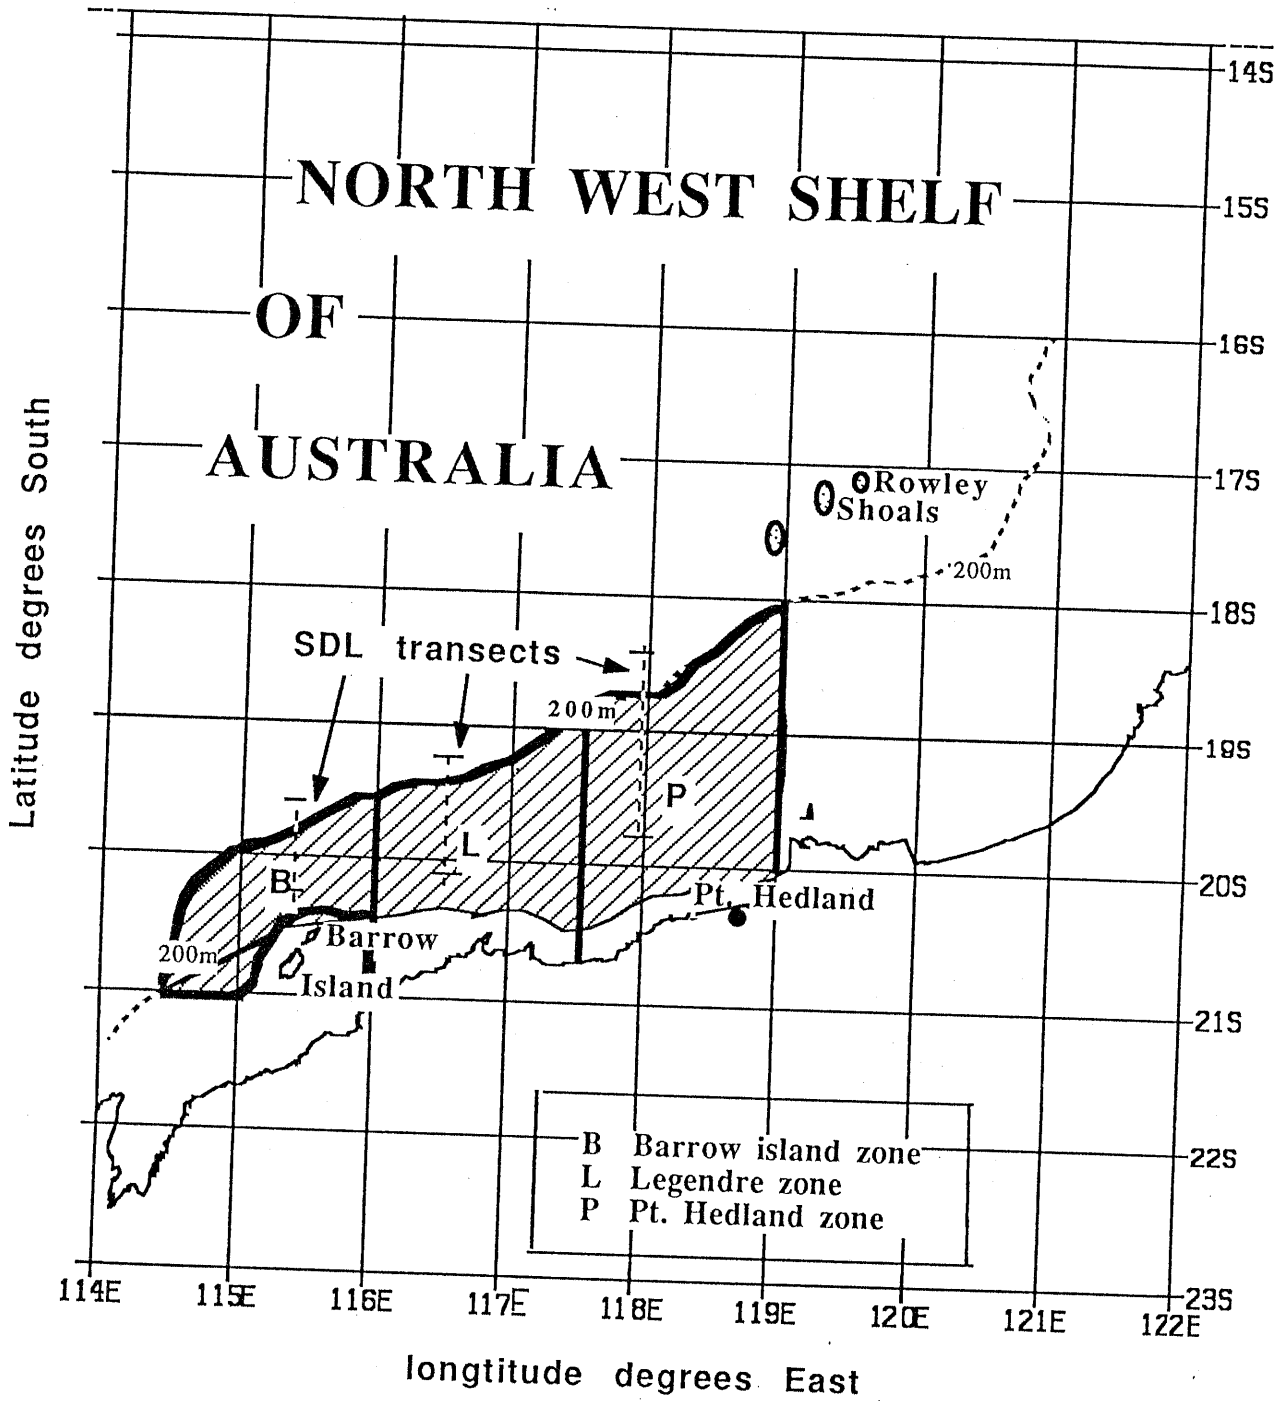 14S
NORTH WEST SHELF
15S
OF
16S
AUSTRALIA
17S
Rowley
Shoals
200m
18S
SDL transects
200m
19S
P
L
B
20S
Pt. Hedland
Barrow
200m
Island
21S
B Barrow island zone
22S
L Legendre zone
P Pt. Hedland zone
23S
114E 115E 116E 117E 118E 119E 120E 121E 122E
longtitude degrees East
Latitude degrees South